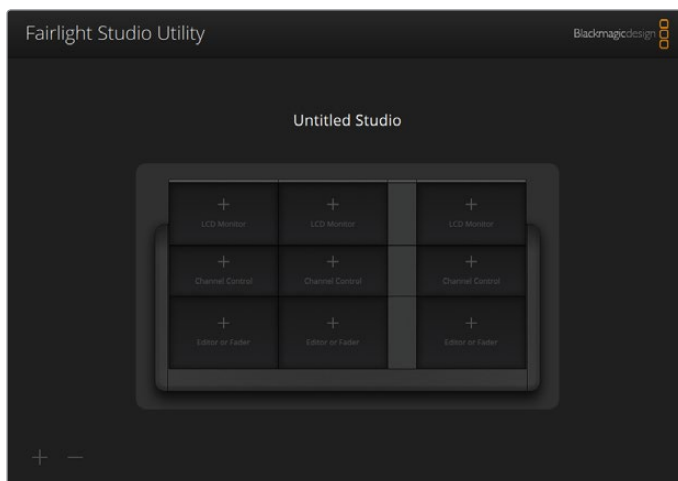 Fairlight Studio Utility
Blackmagicdesign
Untitled Studio
LCD Monitor LCD Monitor LCD Monitor
Channel Control Channel Control Channel Control
Editor or Fader Editor or Fader Editor or Fader